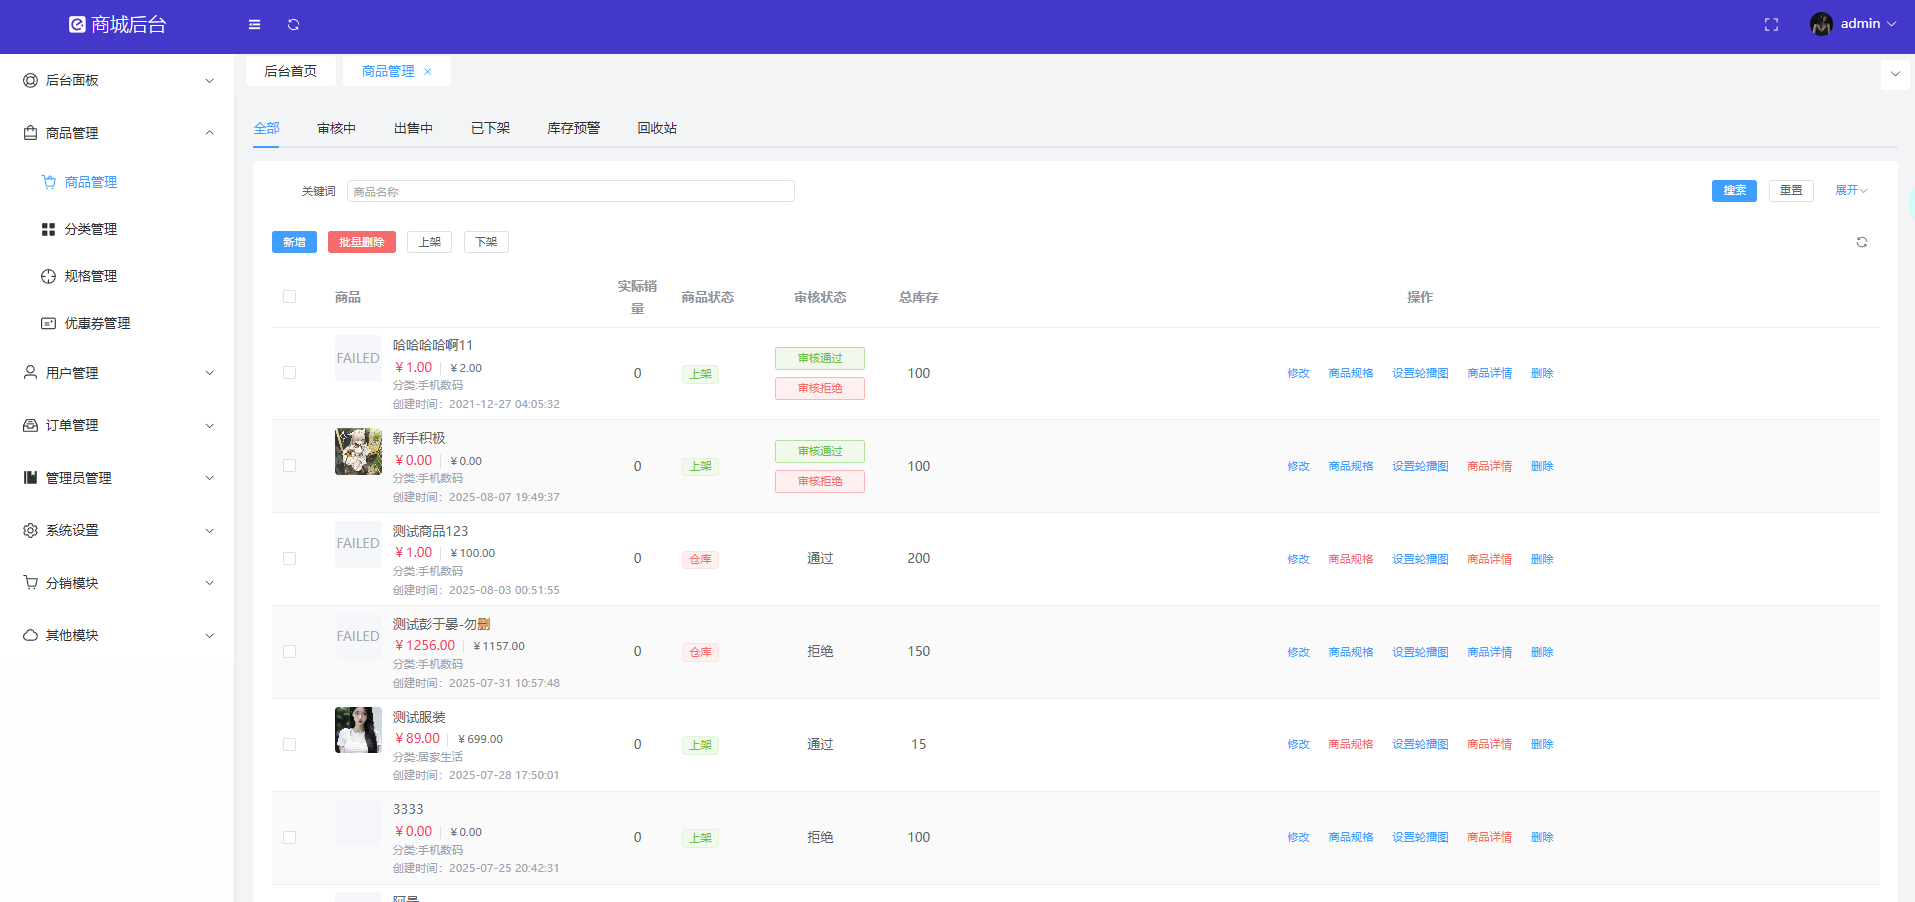 商城后台
admin
后台面板
商品管理
商品管理
分类管理
规格管理
优惠券管理
用户管理
订单管理
管理员管理
系统设置
分销模块
其他模块
后台首页 商品管理
全部 审核中 出售中 已下架 库存预警 回收站
关键词 商品名称 搜索 重置 展开
新增 批量删除 上架 下架
商品 实际销量 商品状态 审核状态 总库存 操作
FAILED
哈哈哈哈啊11
¥1.00 ¥2.00
分类:手机数码
创建时间：2021-12-27 04:05:32
0 上架 审核通过 审核拒绝 100 修改 商品规格 设置轮播图 商品详情 删除
新手积极
¥0.00 ¥0.00
分类:手机数码
创建时间：2025-08-07 19:49:37
0 上架 审核通过 审核拒绝 100 修改 商品规格 设置轮播图 商品详情 删除
FAILED
测试商品123
¥1.00 ¥100.00
分类:手机数码
创建时间：2025-08-03 00:51:55
0 仓库 通过 200 修改 商品规格 设置轮播图 商品详情 删除
FAILED
测试彭于晏-勿删
¥1256.00 ¥1157.00
分类:手机数码
创建时间：2025-07-31 10:57:48
0 仓库 拒绝 150 修改 商品规格 设置轮播图 商品详情 删除
测试服装
¥89.00 ¥699.00
分类:居家生活
创建时间：2025-07-28 17:50:01
0 上架 通过 15 修改 商品规格 设置轮播图 商品详情 删除
3333
¥0.00 ¥0.00
分类:手机数码
创建时间：2025-07-25 20:42:31
0 上架 拒绝 100 修改 商品规格 设置轮播图 商品详情 删除